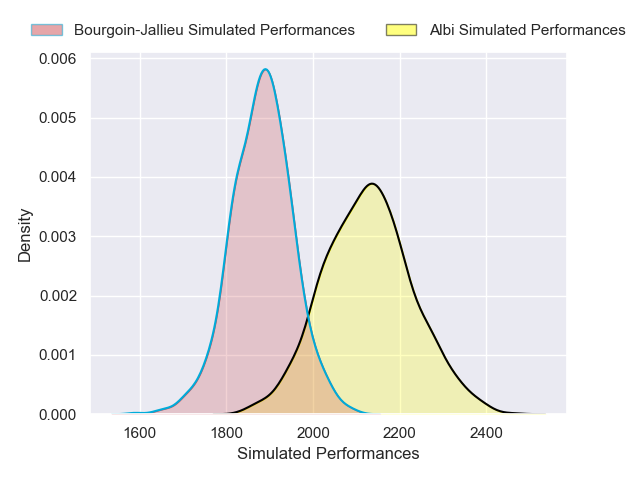 Bourgoin-Jallieu Simulated Performances Albi Simulated Performances
0.006
0.005
0.004
0.003
0.002
0.001
0.000
Density
1600 1800 2000 2200 2400
Simulated Performances